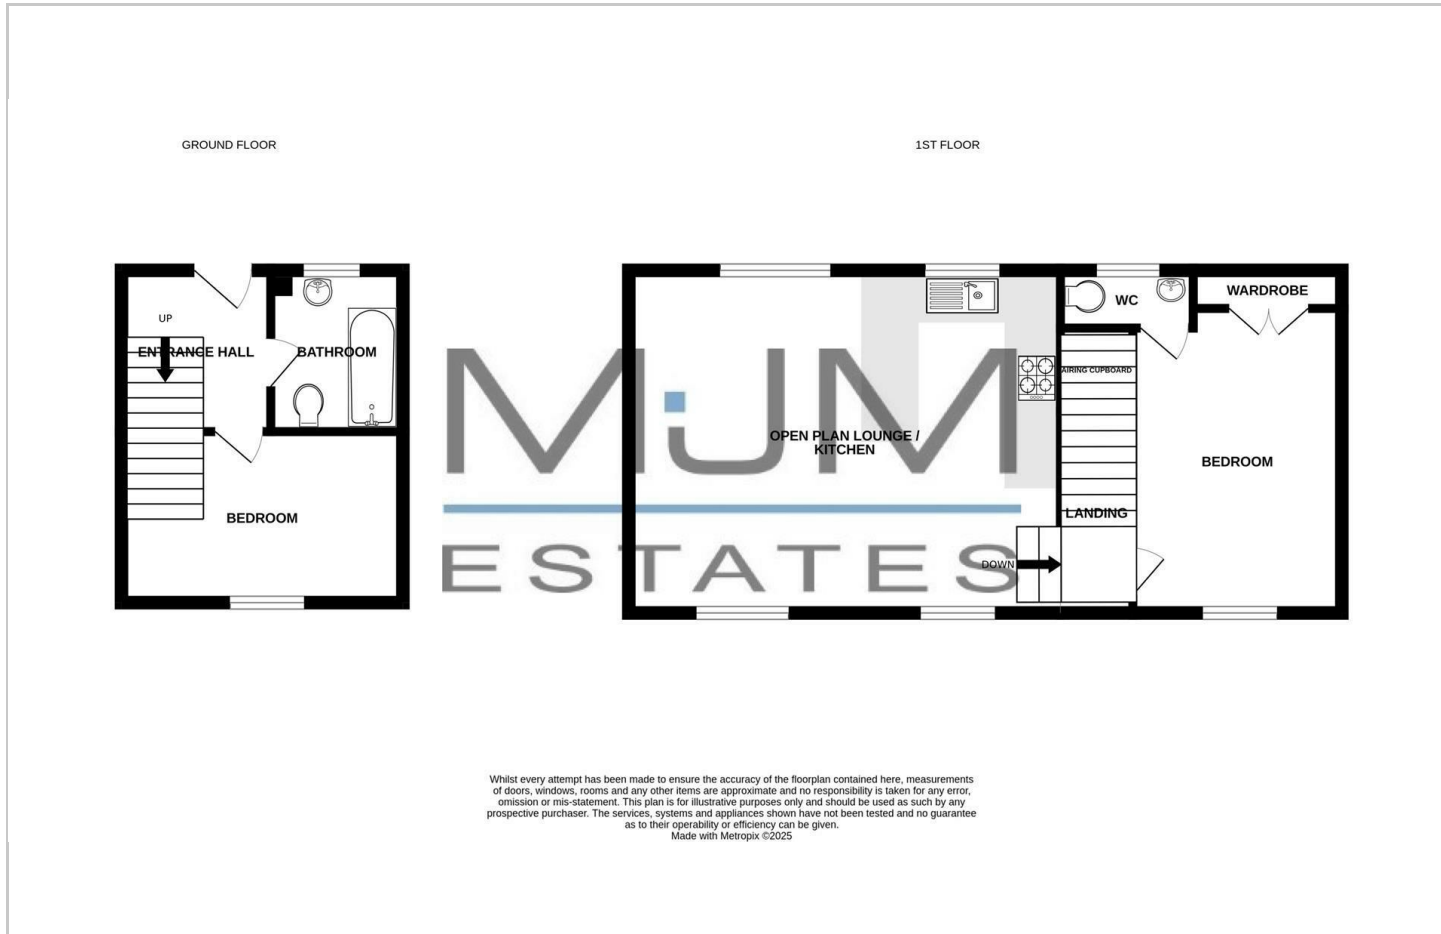 GROUND FLOOR
1ST FLOOR
UP
ENTRANCE HALL
BATHROOM
BEDROOM
MJM
ESTATES
OPEN PLAN LOUNGE /
KITCHEN
WC
WARDROBE
AIRING CUPBOARD
BEDROOM
LANDING
DOWN
Whilst every attempt has been made to ensure the accuracy of the floorplan contained here, measurements
of doors, windows, rooms and any other items are approximate and no responsibility is taken for any error,
omission or mis-statement. This plan is for illustrative purposes only and should be used as such by any
prospective purchaser. The services, systems and appliances shown have not been tested and no guarantee
as to their operability or efficiency can be given.
Made with Metropix ©2025